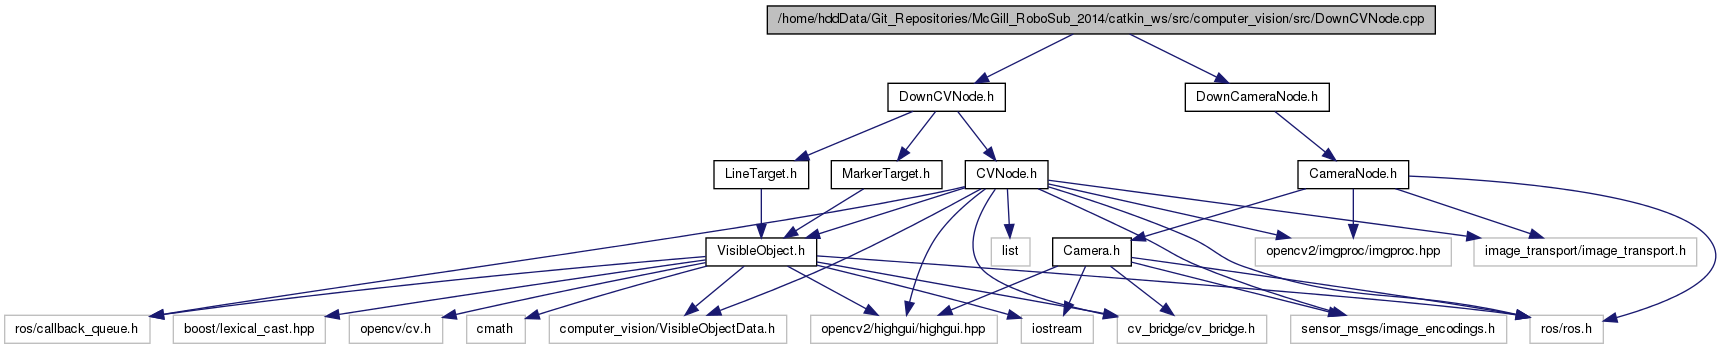 /home/hddData/Git_Repositories/McGill_RoboSub_2014/catkin_ws/src/computer_vision/src/DownCVNode.cpp
DownCVNode.h
DownCameraNode.h
LineTarget.h
MarkerTarget.h
CVNode.h
CameraNode.h
VisibleObject.h
list
Camera.h
opencv2/imgproc/imgproc.hpp
image_transport/image_transport.h
ros/callback_queue.h
boost/lexical_cast.hpp
opencv/cv.h
cmath
computer_vision/VisibleObjectData.h
opencv2/highgui/highgui.hpp
iostream
cv_bridge/cv_bridge.h
sensor_msgs/image_encodings.h
ros/ros.h